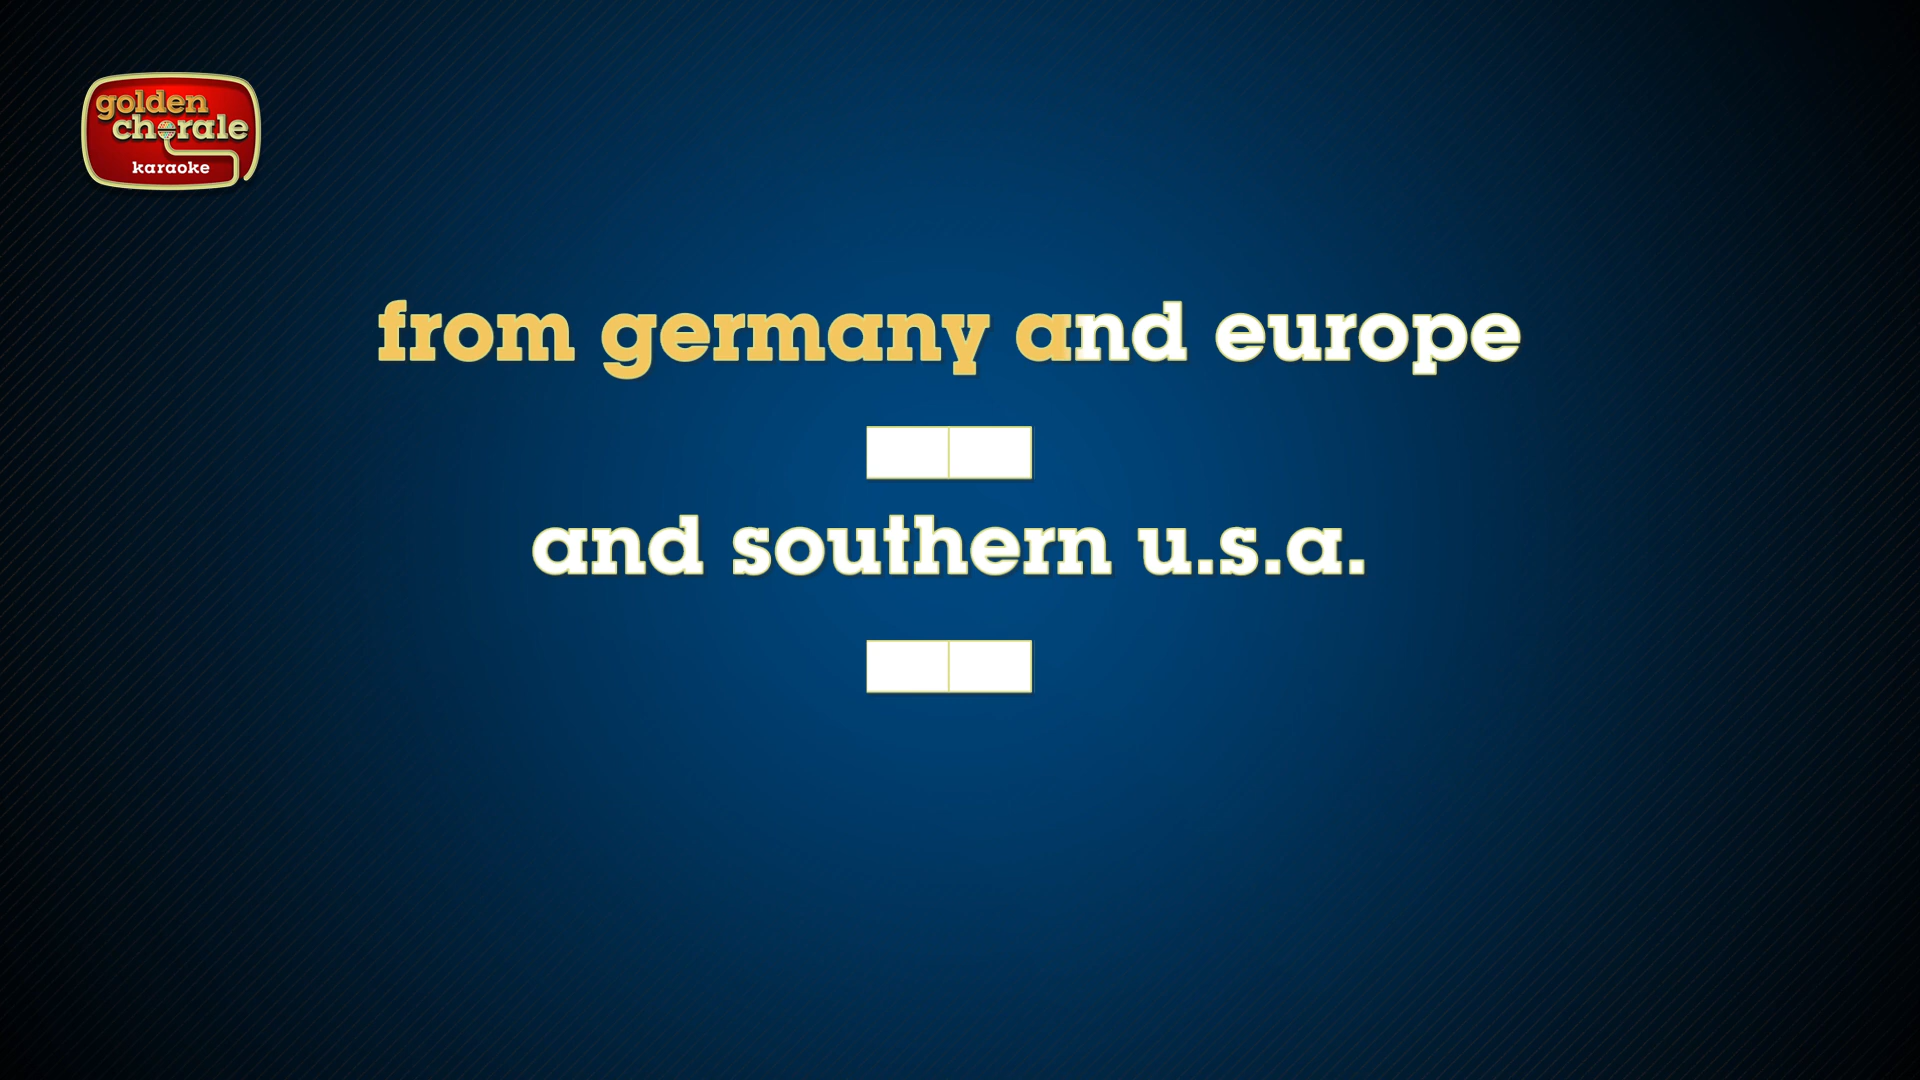 golden
chorale
karaoke
from germany and europe
and southern u.s.a.